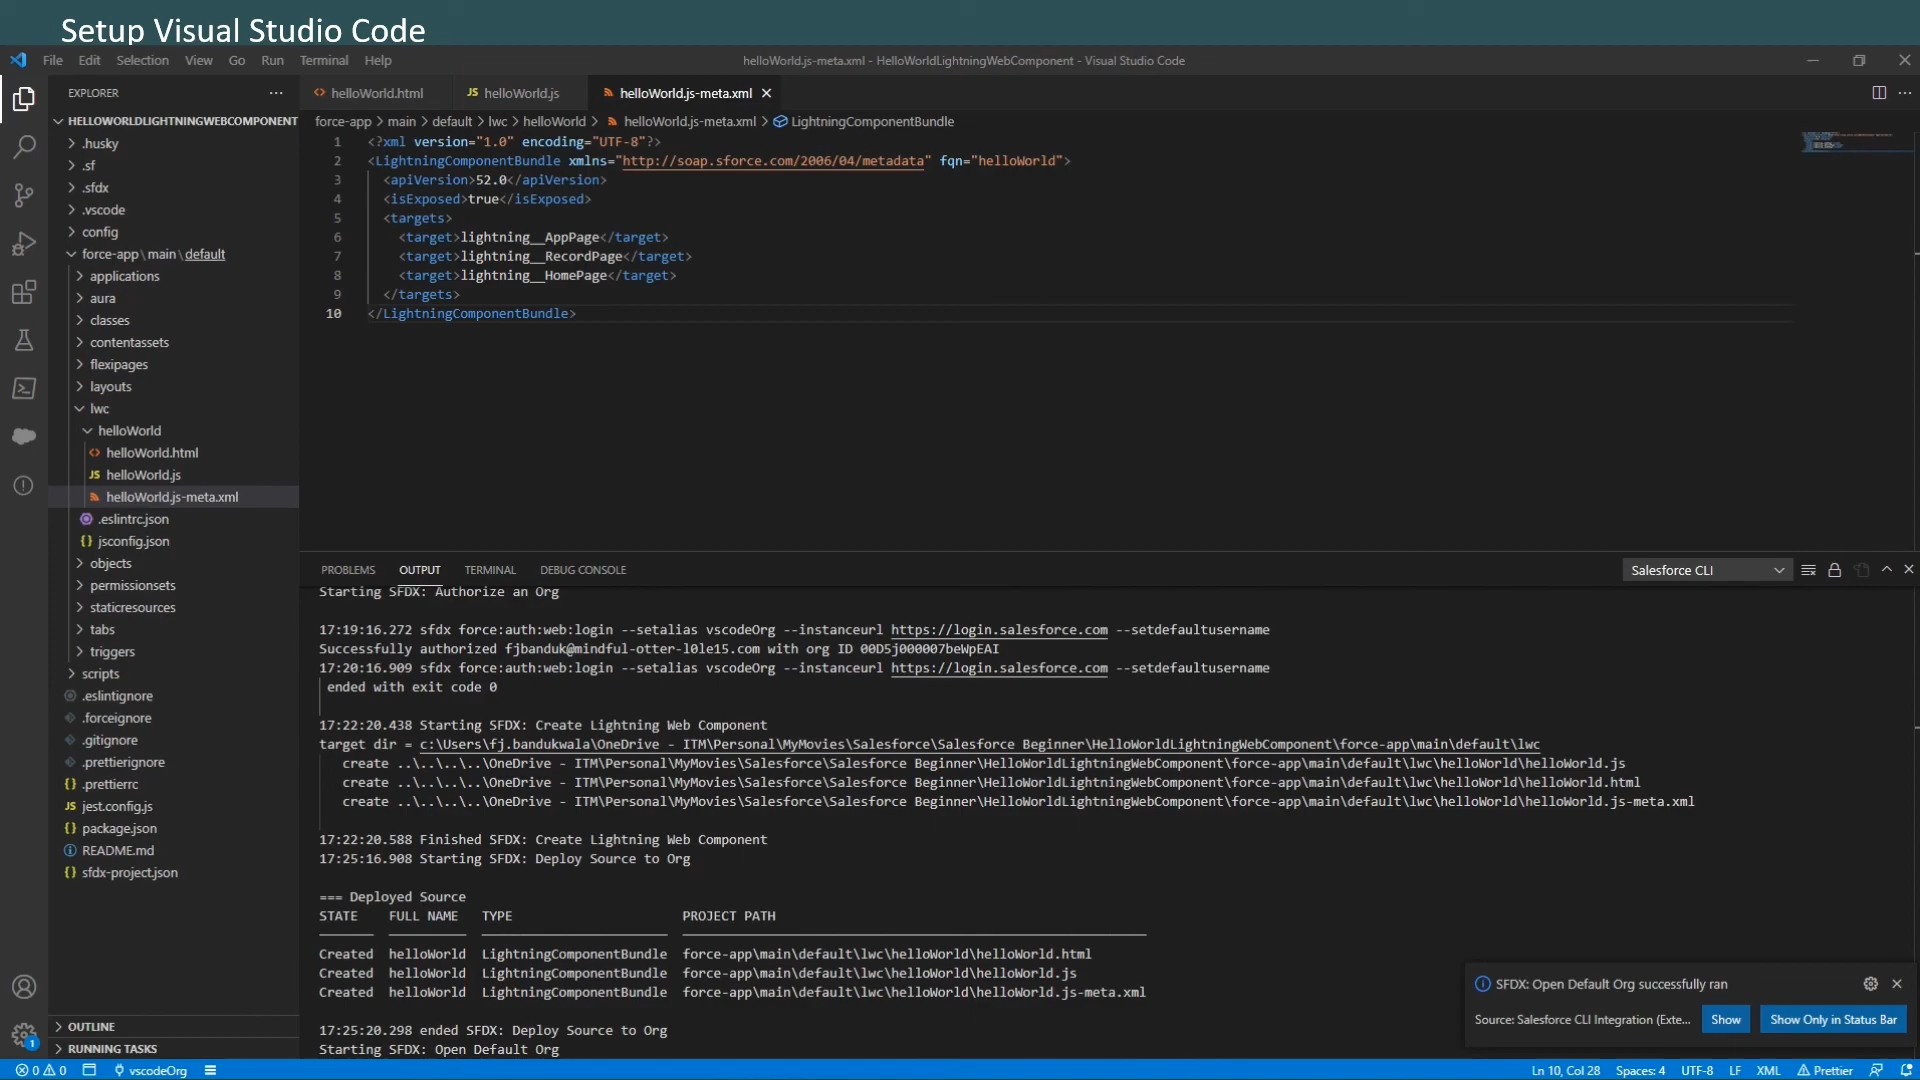 Setup Visual Studio Code
File Edit Selection View Go Run Terminal Help
helloWorld.js-meta.xml - HelloWorldLightningWebComponent - Visual Studio Code
EXPLORER
HELLOWORLDLIGHTNINGWEBCOMPONENT
.husky
.sf
.sfdx
.vscode
config
force-app\main\default
applications
aura
classes
contentassets
flexipages
layouts
lwc
helloWorld
helloWorld.html
JS helloWorld.js
helloWorld.js-meta.xml
.eslintrc.json
{} jsconfig.json
objects
permissionsets
staticresources
tabs
triggers
scripts
.eslintignore
.forceignore
.gitignore
.prettierignore
{} .prettierrc
JS jest.config.js
{} package.json
README.md
{} sfdx-project.json
OUTLINE
RUNNING TASKS
helloWorld.html JS helloWorld.js helloWorld.js-meta.xml
force-app > main > default > lwc > helloWorld > helloWorld.js-meta.xml > LightningComponentBundle
1 <?xml version="1.0" encoding="UTF-8"?>
2 <LightningComponentBundle xmlns="http://soap.sforce.com/2006/04/metadata" fqn="helloWorld">
3 <apiVersion>52.0</apiVersion>
4 <isExposed>true</isExposed>
5 <targets>
6 <target>lightning__AppPage</target>
7 <target>lightning__RecordPage</target>
8 <target>lightning__HomePage</target>
9 </targets>
10 </LightningComponentBundle>
PROBLEMS OUTPUT TERMINAL DEBUG CONSOLE
Salesforce CLI
Starting SFDX: Authorize an Org
17:19:16.272 sfdx force:auth:web:login --setalias vscodeOrg --instanceurl https://login.salesforce.com --setdefaultusername
Successfully authorized fjbanduk@mindful-otter-l0le15.com with org ID 00D5j000007beWpEAI
17:20:16.909 sfdx force:auth:web:login --setalias vscodeOrg --instanceurl https://login.salesforce.com --setdefaultusername
ended with exit code 0
17:22:20.438 Starting SFDX: Create Lightning Web Component
target dir = c:\Users\fj.bandukwala\OneDrive - ITM\Personal\MyMovies\Salesforce\Salesforce Beginner\HelloWorldLightningWebComponent\force-app\main\default\lwc
create ..\..\..\..\OneDrive - ITM\Personal\MyMovies\Salesforce\Salesforce Beginner\HelloWorldLightningWebComponent\force-app\main\default\lwc\helloWorld\helloWorld.js
create ..\..\..\..\OneDrive - ITM\Personal\MyMovies\Salesforce\Salesforce Beginner\HelloWorldLightningWebComponent\force-app\main\default\lwc\helloWorld\helloWorld.html
create ..\..\..\..\OneDrive - ITM\Personal\MyMovies\Salesforce\Salesforce Beginner\HelloWorldLightningWebComponent\force-app\main\default\lwc\helloWorld\helloWorld.js-meta.xml
17:22:20.588 Finished SFDX: Create Lightning Web Component
17:25:16.908 Starting SFDX: Deploy Source to Org
=== Deployed Source
STATE FULL NAME TYPE PROJECT PATH
Created helloWorld LightningComponentBundle force-app\main\default\lwc\helloWorld\helloWorld.html
Created helloWorld LightningComponentBundle force-app\main\default\lwc\helloWorld\helloWorld.js
Created helloWorld LightningComponentBundle force-app\main\default\lwc\helloWorld\helloWorld.js-meta.xml
17:25:20.298 ended SFDX: Deploy Source to Org
Starting SFDX: Open Default Org
SFDX: Open Default Org successfully ran
Source: Salesforce CLI Integration (Exte... Show Show Only in Status Bar
1
0 0 vscodeOrg
Ln 10, Col 28 Spaces: 4 UTF-8 LF XML Prettier